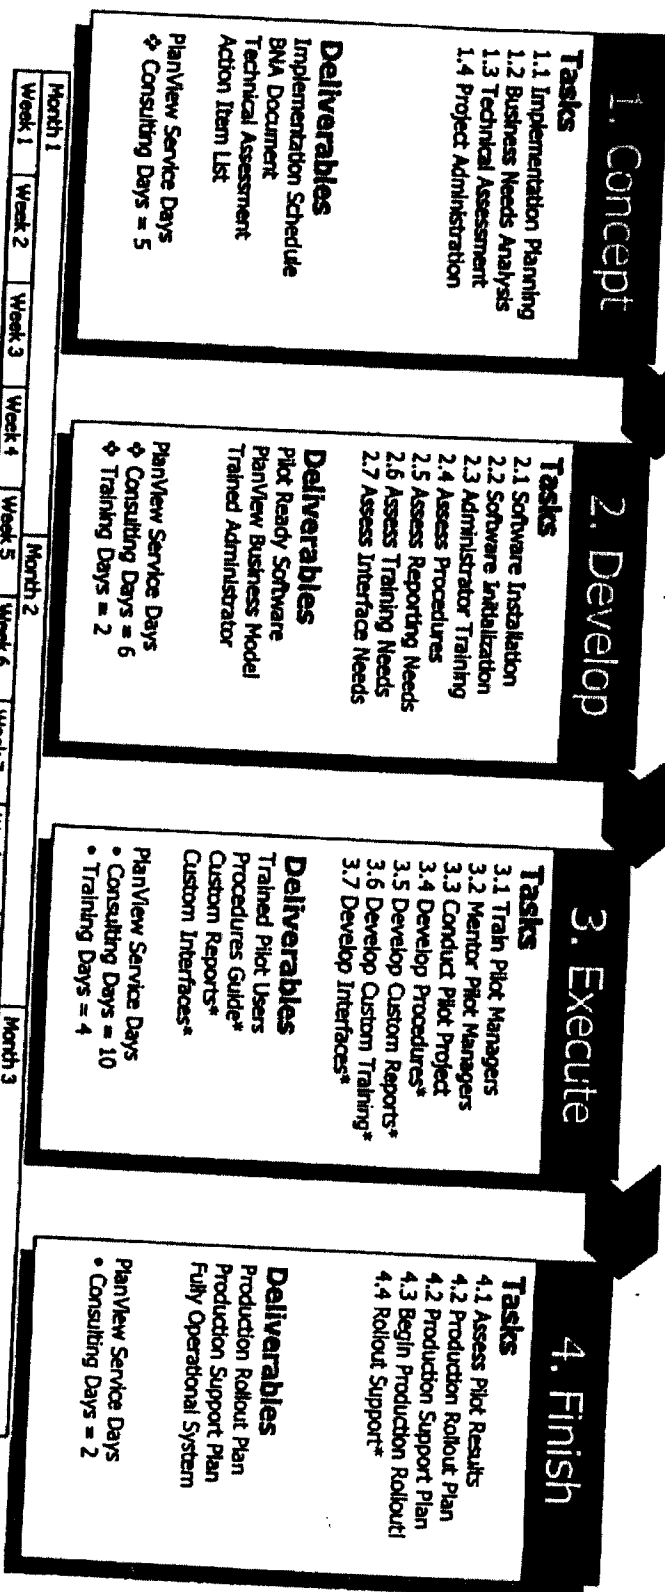 1. Concept
Tasks
1.1 Implementation Planning
1.2 Business Needs Analysis
1.3 Technical Assessment
1.4 Project Administration
Deliverables
Implementation Schedule
BNA Document
Technical Assessment
Action Item List
PlanView Service Days
❖ Consulting Days = 5
2. Develop
Tasks
2.1 Software Installation
2.2 Software Initialization
2.3 Administrator Training
2.4 Assess Procedures
2.5 Assess Reporting Needs
2.6 Assess Training Needs
2.7 Assess Interface Needs
Deliverables
Pilot Ready Software
PlanView Business Model
Trained Administrator
PlanView Service Days
❖ Consulting Days = 6
❖ Training Days = 2
3. Execute
Tasks
3.1 Train Pilot Managers
3.2 Mentor Pilot Managers
3.3 Conduct Pilot Project
3.4 Develop Procedures*
3.5 Develop Custom Reports*
3.6 Develop Custom Training*
3.7 Develop Interfaces*
Deliverables
Trained Pilot Users
Procedures Guide*
Custom Reports*
Custom Interfaces*
PlanView Service Days
• Consulting Days = 10
• Training Days = 4
4. Finish
Tasks
4.1 Assess Pilot Results
4.2 Production Rollout Plan
4.2 Production Support Plan
4.3 Begin Production Rollout!
4.4 Rollout Support*
Deliverables
Production Rollout Plan
Production Support Plan
Fully Operational System
PlanView Service Days
• Consulting Days = 2
Month 1 Month 2 Month 3
Week 1 Week 2 Week 3 Week 4 Week 5 Week 6